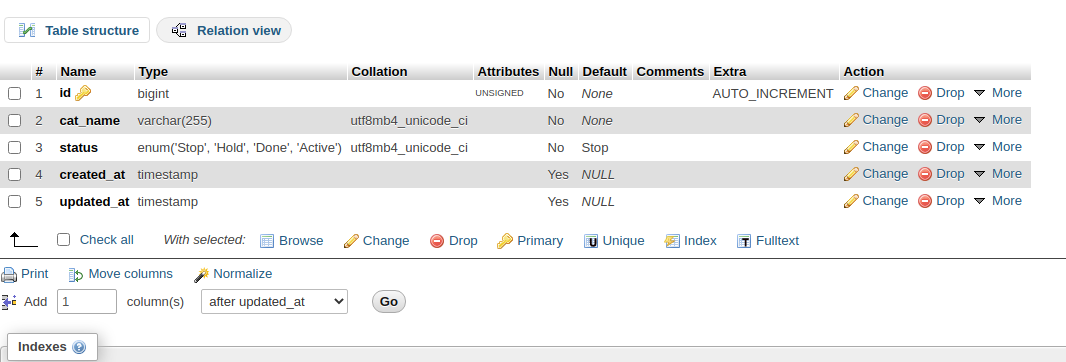 Table structure Relation view
# Name Type Collation Attributes Null Default Comments Extra Action
1 id bigint UNSIGNED No None AUTO_INCREMENT Change Drop More
2 cat_name varchar(255) utf8mb4_unicode_ci No None Change Drop More
3 status enum('Stop', 'Hold', 'Done', 'Active') utf8mb4_unicode_ci No Stop Change Drop More
4 created_at timestamp Yes NULL Change Drop More
5 updated_at timestamp Yes NULL Change Drop More
Check all With selected: Browse Change Drop Primary Unique Index Fulltext
Print Move columns Normalize
Add 1 column(s) after updated_at Go
Indexes